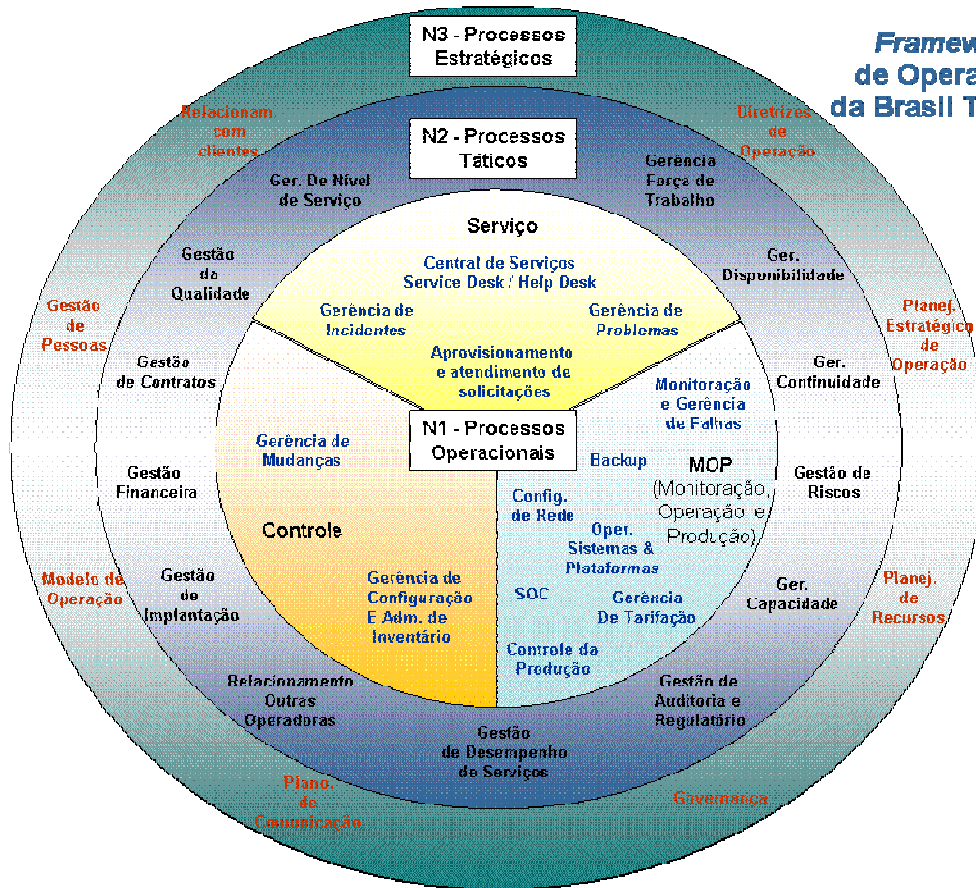 N3 - Processos
Estratégicos
Framew
de Opera
da Brasil T
Relacionam
com
clientes
Diretrizes
de
Operação
N2 - Processos
Táticos
Ger. De Nível
de Serviço
Gerência
Força de
Trabalho
Serviço
Central de Serviços
Service Desk / Help Desk
Gerência de
Incidentes
Gerência de
Problemas
Aprovisionamento
e atendimento de
solicitações
Gestão
da
Qualidade
Ger.
Disponibilidade
Gestão
de
Pessoas
Planej.
Estratégico
de
Operação
Gestão
de Contratos
Ger.
Continuidade
Monitoração
e Gerência
de Falhas
N1 - Processos
Operacionais
Gerência de
Mudanças
Backup
MOP
(Monitoração,
Operação e
Produção)
Gestão
Financeira
Gestão de
Riscos
Config.
de Rede
Controle
Oper.
Sistemas &
Plataformas
Modelo de
Operação
Gestão
de
Implantação
Gerência de
Configuração
E Adm. de
Inventário
SOC
Gerência
De Tarifação
Ger.
Capacidade
Planej.
de
Recursos
Controle da
Produção
Relacionamento
Outras
Operadoras
Gestão de
Auditoria e
Regulatório
Gestão
de Desempenho
de Serviços
Plano.
de
Comunicação
Governança